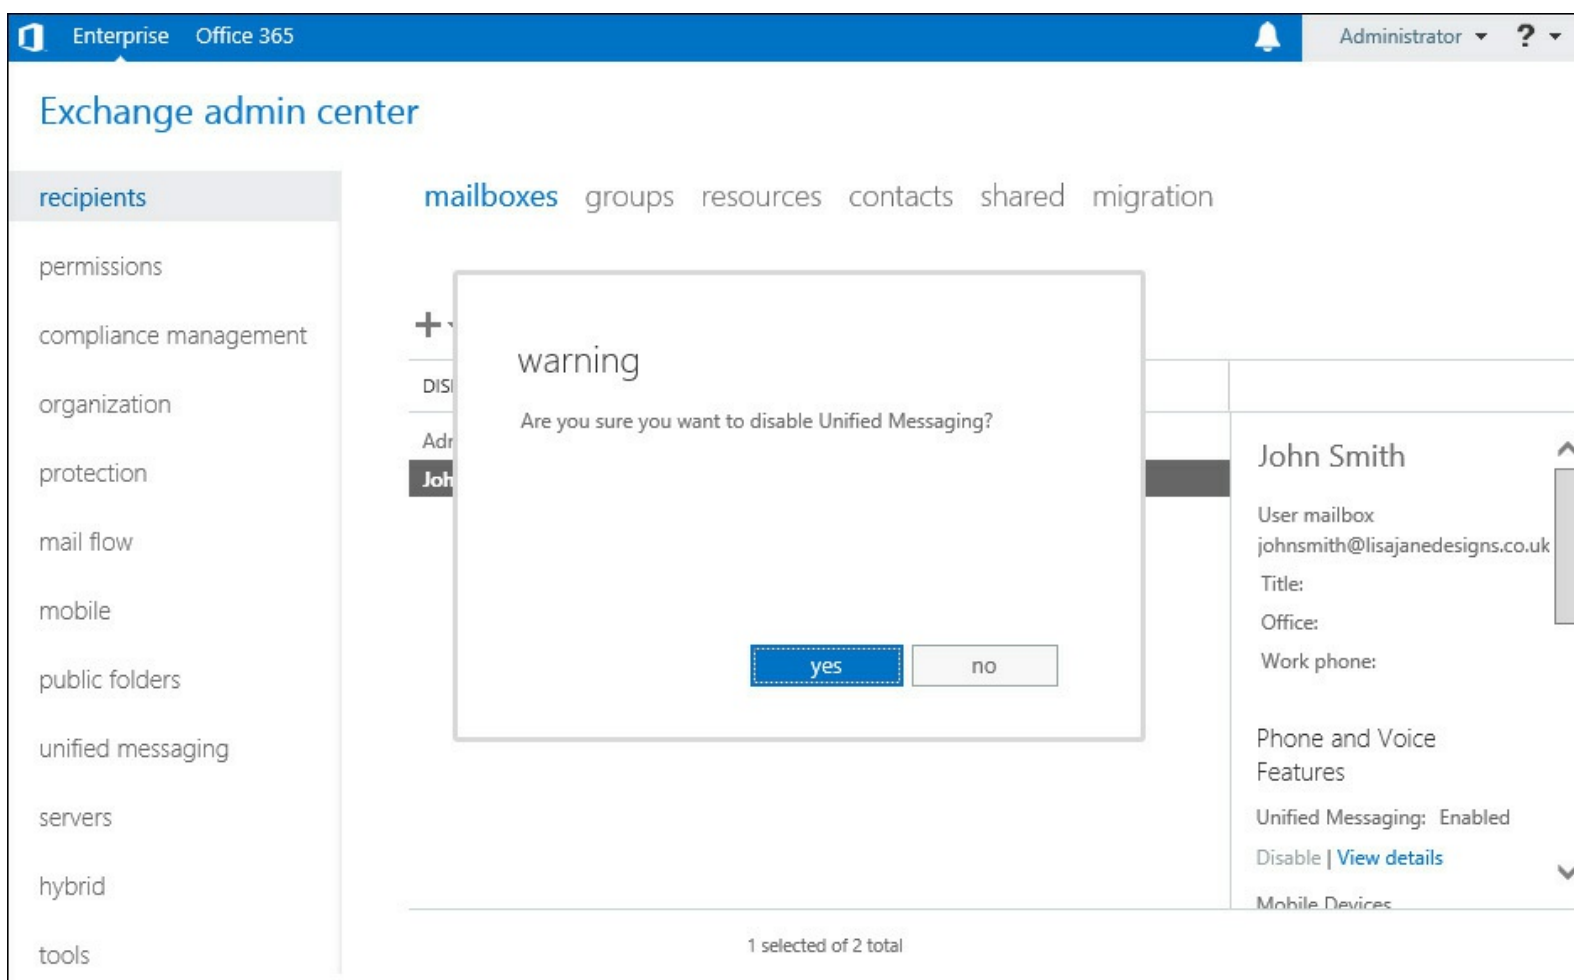 Enterprise Office 365
Administrator ?
Exchange admin center
recipients
permissions
compliance management
organization
protection
mail flow
mobile
public folders
unified messaging
servers
hybrid
tools
mailboxes groups resources contacts shared migration
DIS
Adr
Joh
warning
Are you sure you want to disable Unified Messaging?
yes no
John Smith
User mailbox
johnsmith@lisajanedesigns.co.uk
Title:
Office:
Work phone:
Phone and Voice
Features
Unified Messaging: Enabled
Disable | View details
Mobile Devices
1 selected of 2 total